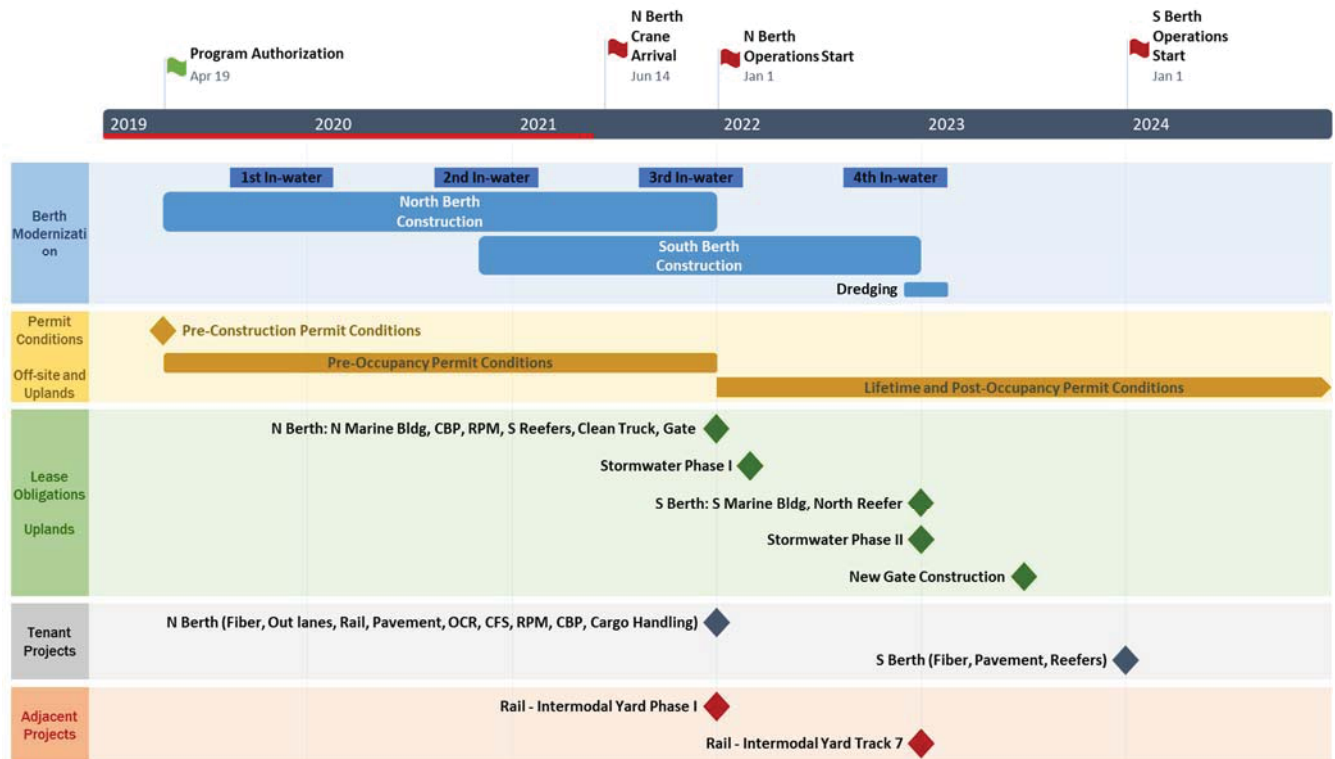 N Berth
Crane
Arrival
Jun 14
S Berth
Operations
Start
Jan 1
Program Authorization
Apr 19
N Berth
Operations Start
Jan 1
2019
2020
2021
2022
2023
2024
Berth
Modernizati
on
1st In-water
2nd In-water
3rd In-water
4th In-water
North Berth
Construction
South Berth
Construction
Dredging
Permit
Conditions
Off-site and
Uplands
Pre-Construction Permit Conditions
Pre-Occupancy Permit Conditions
Lifetime and Post-Occupancy Permit Conditions
Lease
Obligations
Uplands
N Berth: N Marine Bldg, CBP, RPM, S Reefers, Clean Truck, Gate
Stormwater Phase I
S Berth: S Marine Bldg, North Reefer
Stormwater Phase II
New Gate Construction
Tenant
Projects
N Berth (Fiber, Out lanes, Rail, Pavement, OCR, CFS, RPM, CBP, Cargo Handling)
S Berth (Fiber, Pavement, Reefers)
Adjacent
Projects
Rail - Intermodal Yard Phase I
Rail - Intermodal Yard Track 7